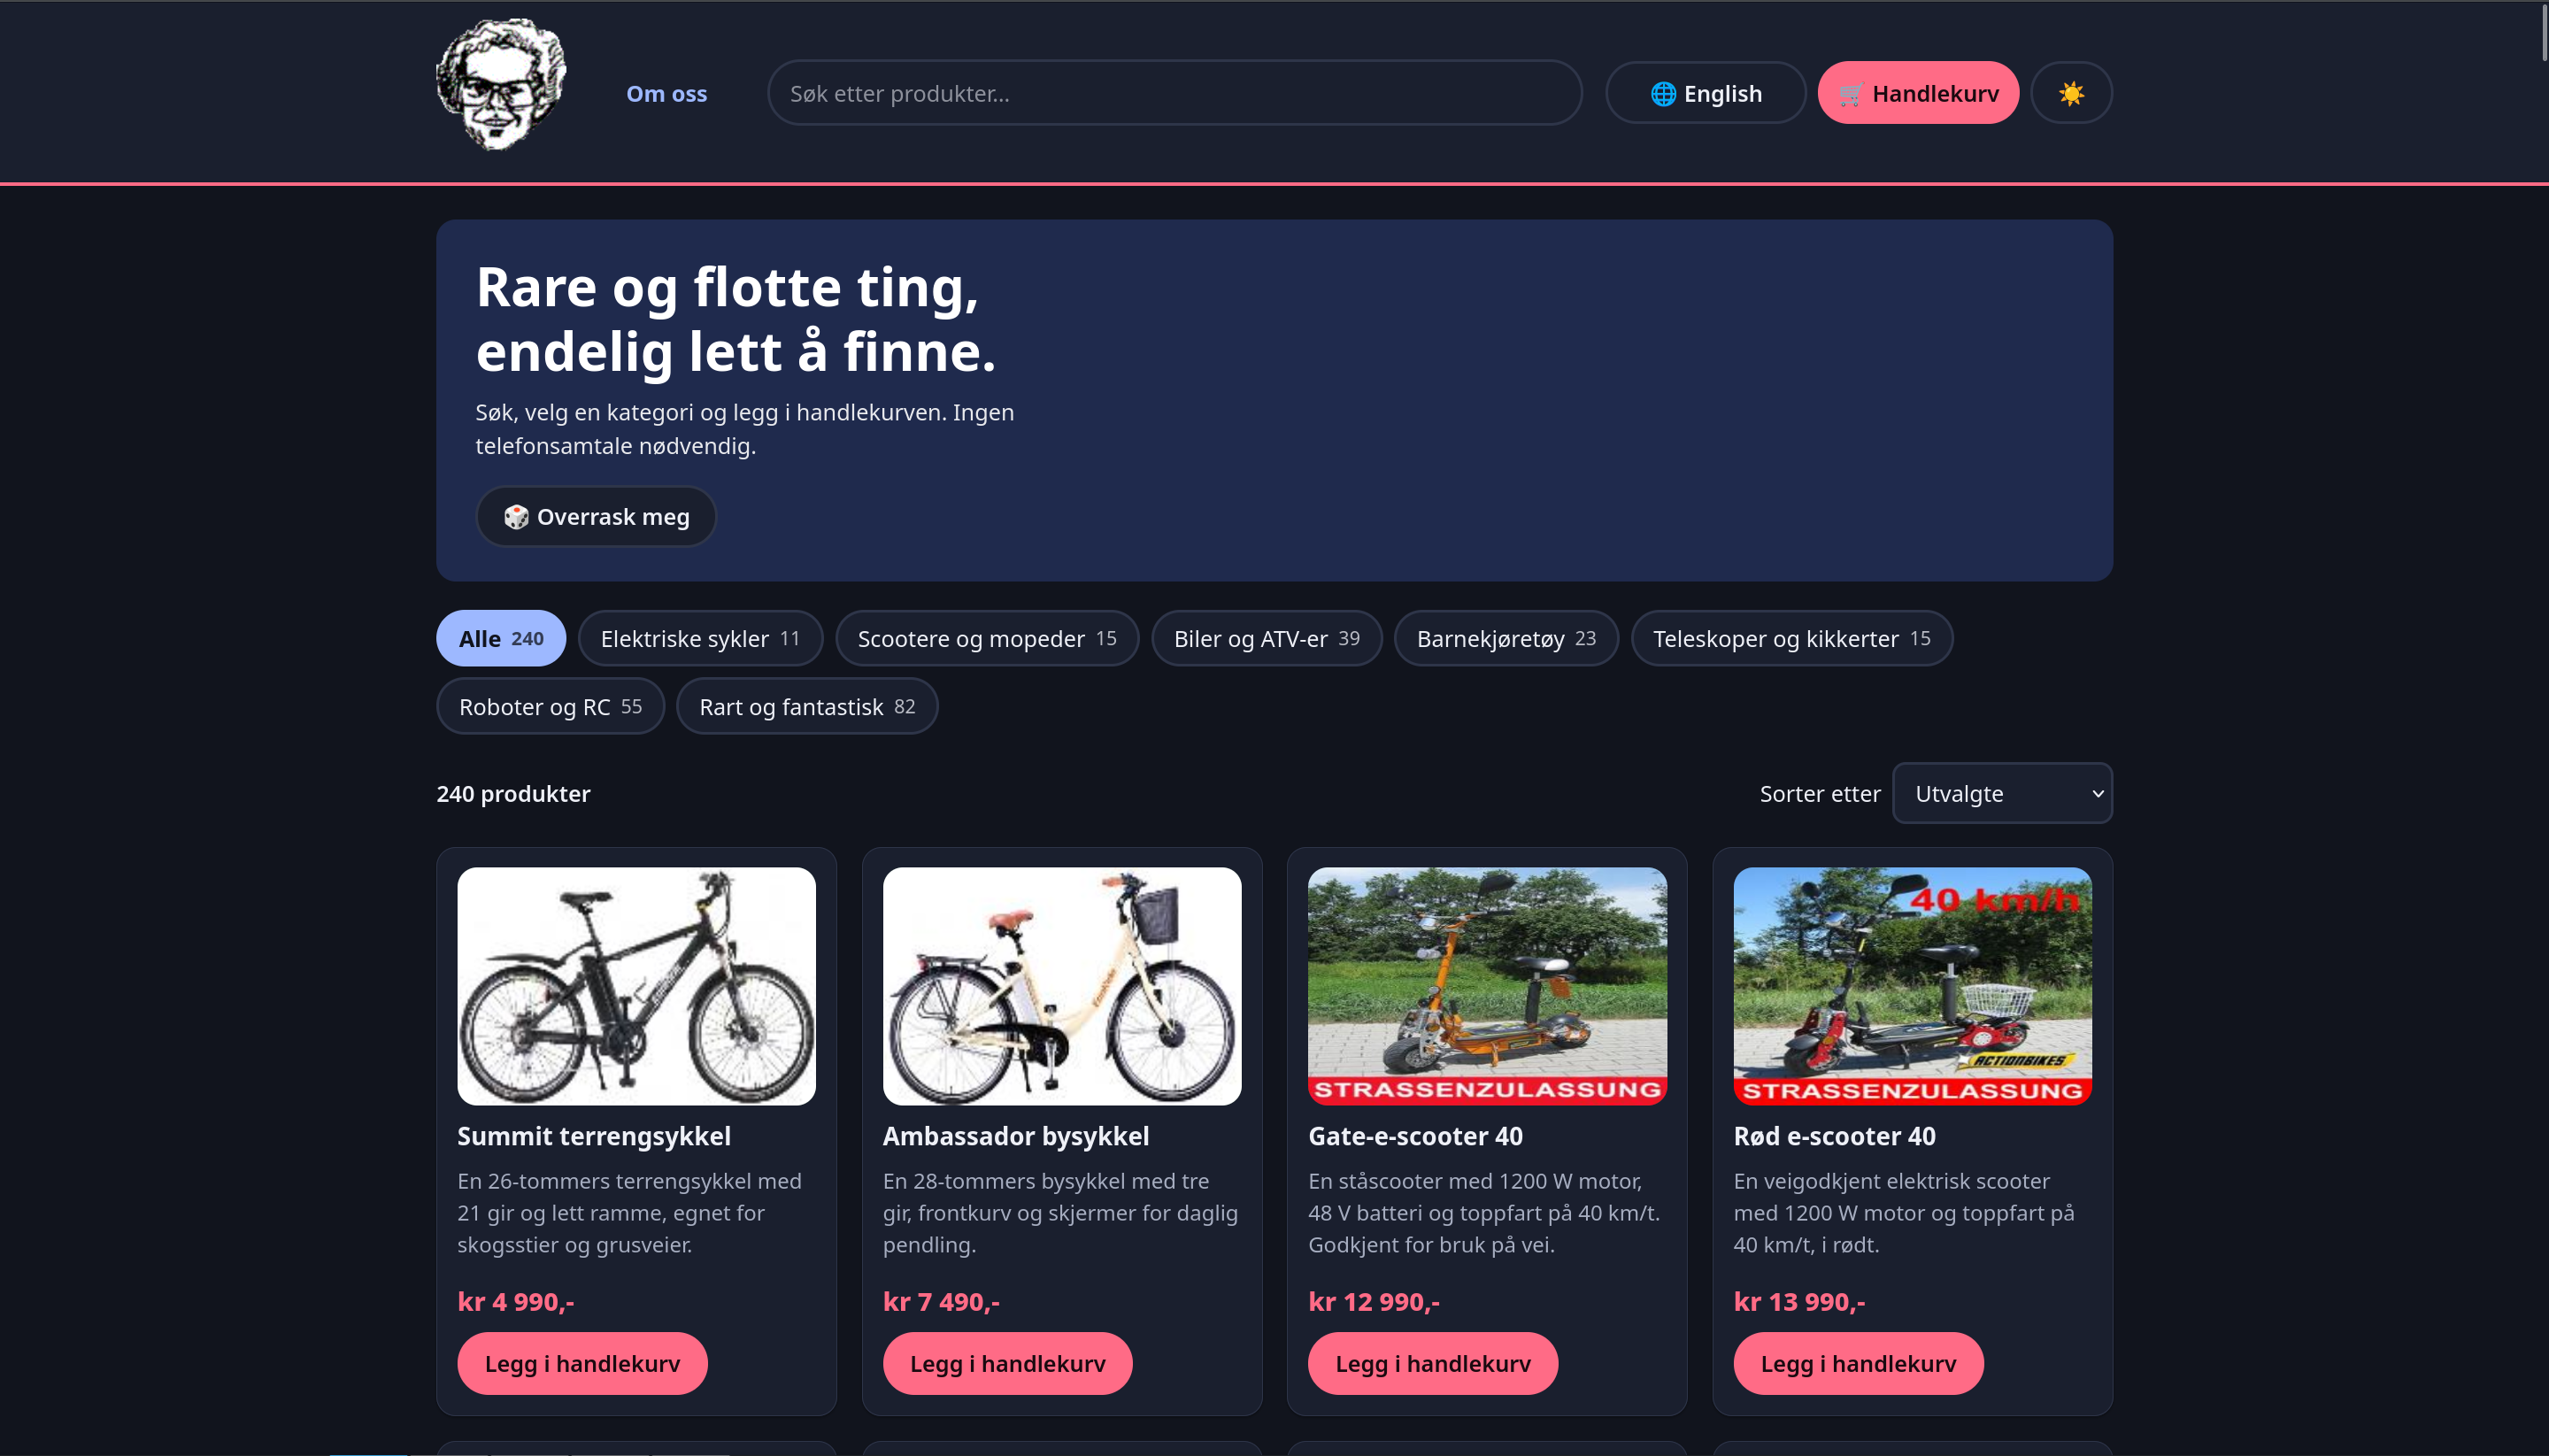 Om oss
Søk etter produkter...
🌐 English
🛒 Handlekurv
Rare og flotte ting,
endelig lett å finne.
Søk, velg en kategori og legg i handlekurven. Ingen
telefonsamtale nødvendig.
🎲 Overrask meg
Alle 240
Elektriske sykler 11
Scootere og mopeder 15
Biler og ATV-er 39
Barnekjøretøy 23
Teleskoper og kikkerter 15
Roboter og RC 55
Rart og fantastisk 82
240 produkter
Sorter etter
Utvalgte
Summit terrengsykkel
En 26-tommers terrengsykkel med
21 gir og lett ramme, egnet for
skogsstier og grusveier.
kr 4 990,-
Legg i handlekurv
Ambassador bysykkel
En 28-tommers bysykkel med tre
gir, frontkurv og skjermer for daglig
pendling.
kr 7 490,-
Legg i handlekurv
STRASSENZULASSUNG
Gate-e-scooter 40
En ståscooter med 1200 W motor,
48 V batteri og toppfart på 40 km/t.
Godkjent for bruk på vei.
kr 12 990,-
Legg i handlekurv
40 km/h
ACTIONBIKES
STRASSENZULASSUNG
Rød e-scooter 40
En veigodkjent elektrisk scooter
med 1200 W motor og toppfart på
40 km/t, i rødt.
kr 13 990,-
Legg i handlekurv